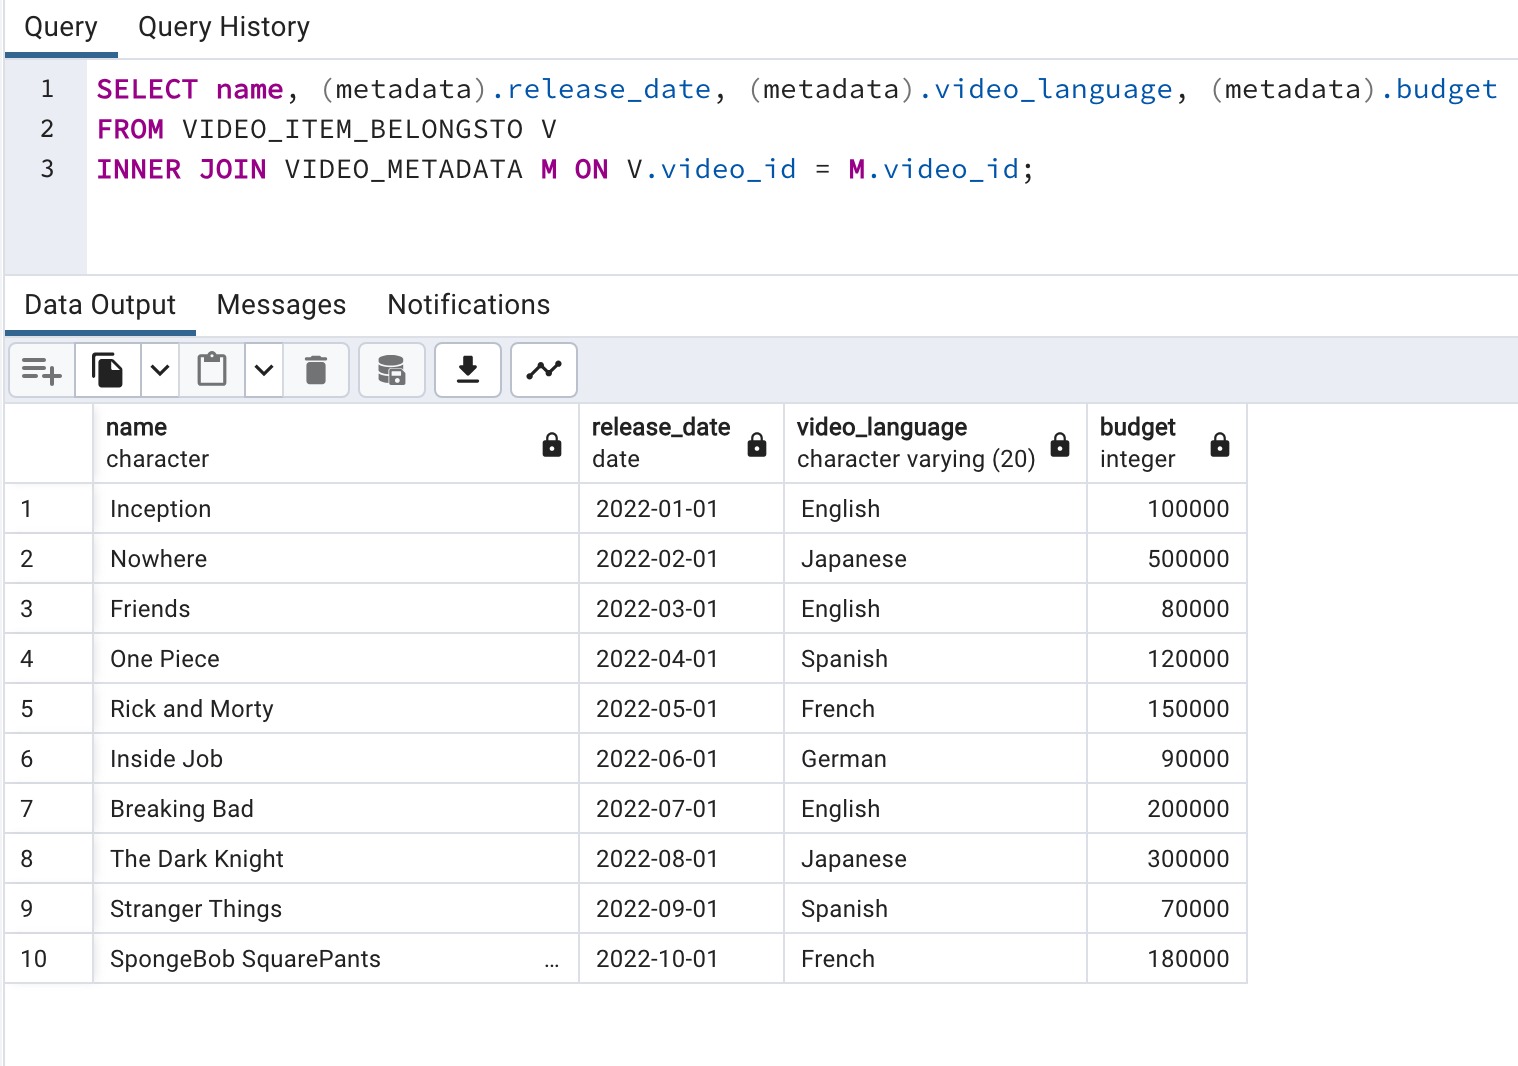 Query Query History
1 SELECT name, (metadata).release_date, (metadata).video_language, (metadata).budget
2 FROM VIDEO_ITEM_BELONGSTO V
3 INNER JOIN VIDEO_METADATA M ON V.video_id = M.video_id;
Data Output Messages Notifications
name release_date video_language budget
character date character varying (20) integer
1 Inception 2022-01-01 English 100000
2 Nowhere 2022-02-01 Japanese 500000
3 Friends 2022-03-01 English 80000
4 One Piece 2022-04-01 Spanish 120000
5 Rick and Morty 2022-05-01 French 150000
6 Inside Job 2022-06-01 German 90000
7 Breaking Bad 2022-07-01 English 200000
8 The Dark Knight 2022-08-01 Japanese 300000
9 Stranger Things 2022-09-01 Spanish 70000
10 SpongeBob SquarePants ... 2022-10-01 French 180000